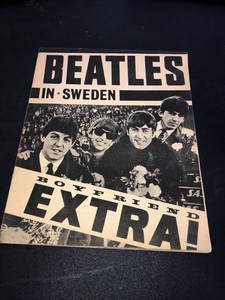 BEATLES
IN SWEDEN
BOYFRIEND
EXTRA!